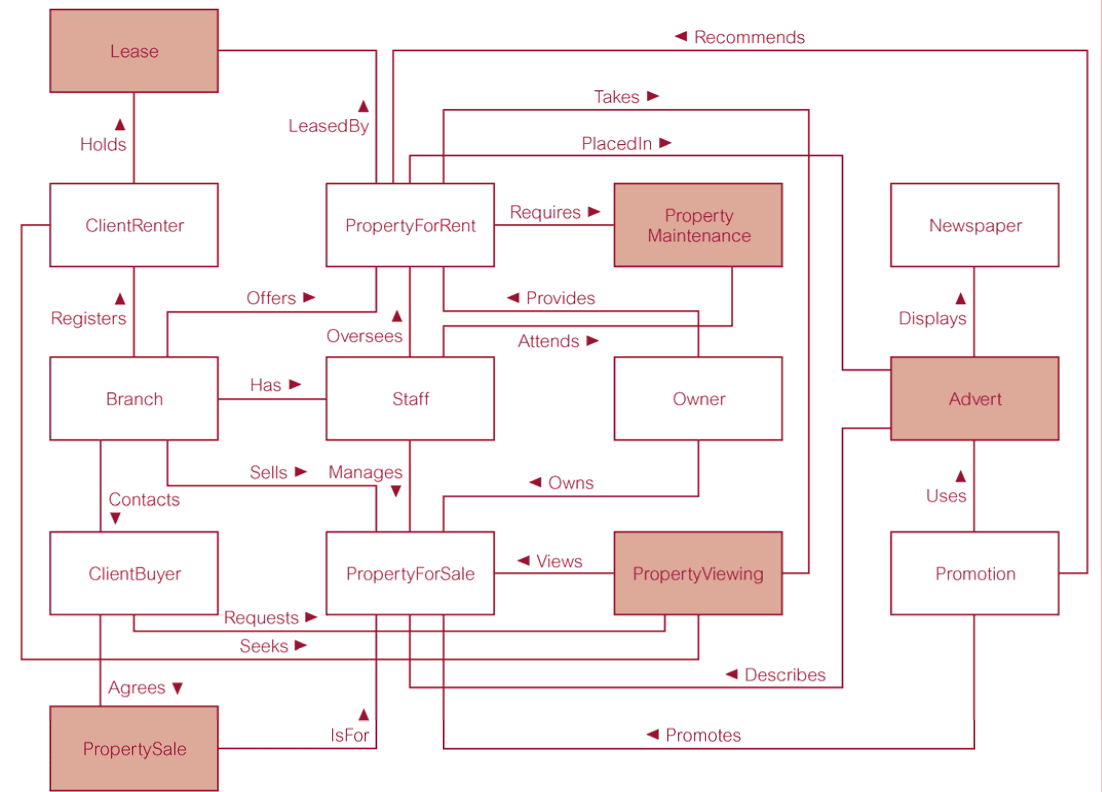 ◄ Recommends
Lease
Takes ►
▲
LeasedBy
▲
Holds
PlacedIn ►
ClientRenter
PropertyForRent
Requires ►
Property
Maintenance
Newspaper
Offers ►
◄ Provides
▲
Registers
▲
Oversees
Attends ►
▲
Displays
Branch
Has ►
Staff
Owner
Advert
Sells ►
Manages
▼
◄ Owns
▲
Uses
Contacts
▼
ClientBuyer
PropertyForSale
◄ Views
PropertyViewing
Promotion
Requests ►
Seeks ►
◄ Describes
Agrees ▼
▲
IsFor
◄ Promotes
PropertySale